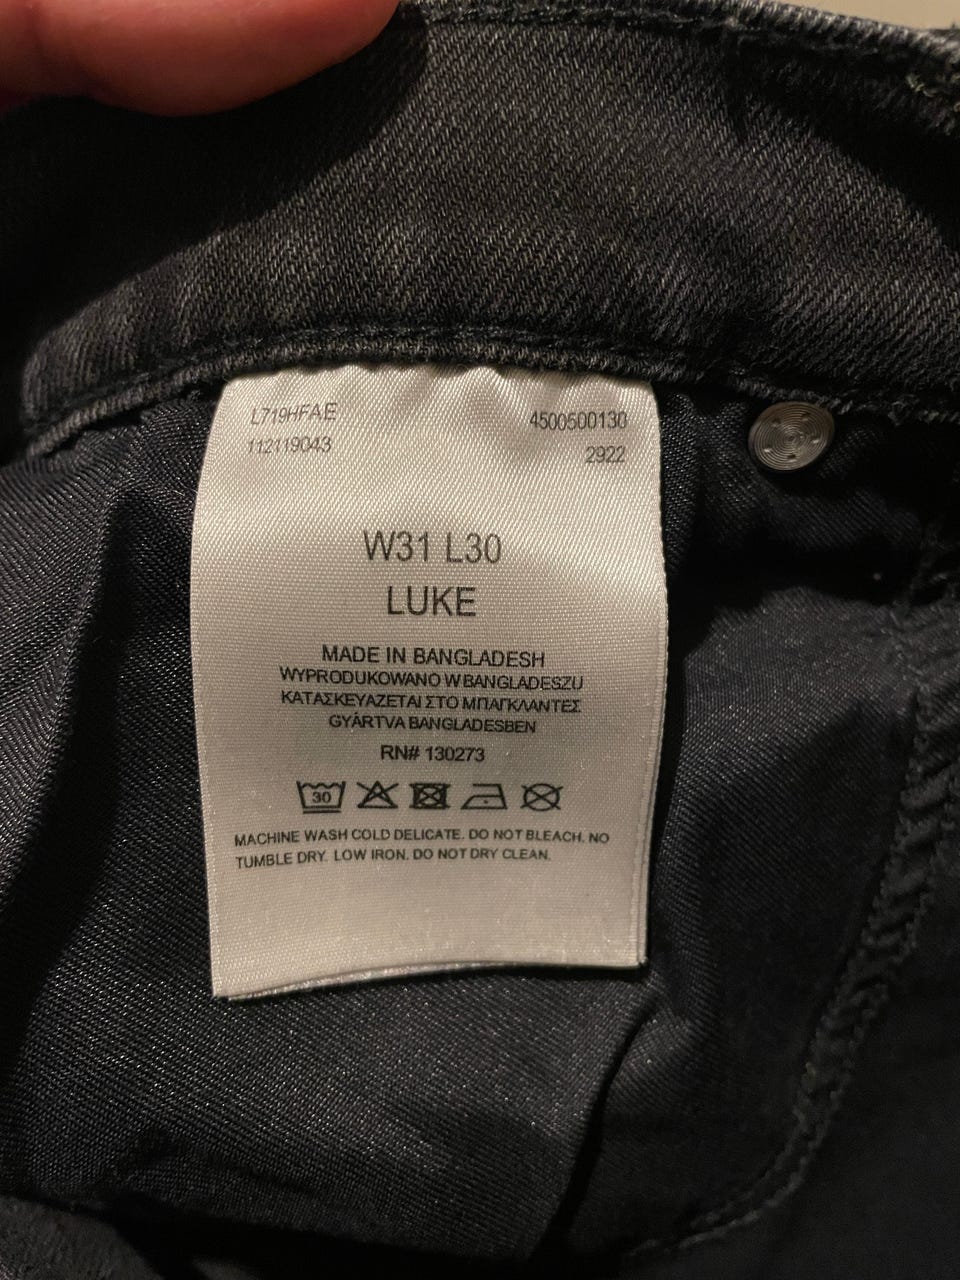 L719HFAE 4500500130
112119043 2922
W31 L30
LUKE
MADE IN BANGLADESH
WYPRODUKOWANO W BANGLADESZU
ΚΑΤΑΣΚΕΥΑΖΕΤΑΙ ΣΤΟ ΜΠΑΓΚΛΑΝΤΕΣ
GYÁRTVA BANGLADESBEN
RN# 130273
30
MACHINE WASH COLD DELICATE. DO NOT BLEACH. NO
TUMBLE DRY. LOW IRON. DO NOT DRY CLEAN.